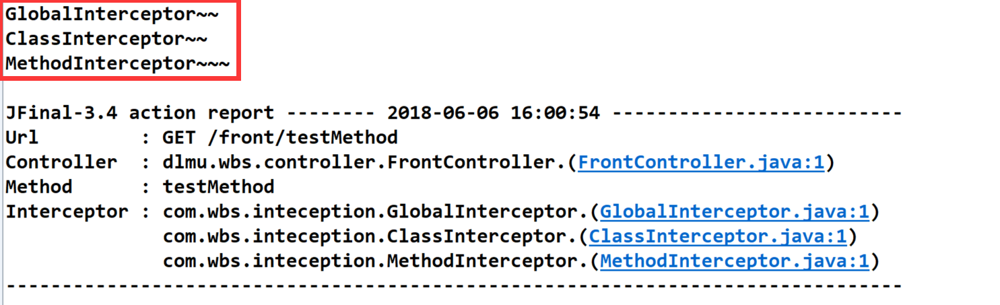 GlobalInterceptor~~
ClassInterceptor~~
MethodInterceptor~~~
JFinal-3.4 action report -------- 2018-06-06 16:00:54 --------------------------
Url         : GET /front/testMethod
Controller  : dlmu.wbs.controller.FrontController.(FrontController.java:1)
Method      : testMethod
Interceptor : com.wbs.inteception.GlobalInterceptor.(GlobalInterceptor.java:1)
              com.wbs.inteception.ClassInterceptor.(ClassInterceptor.java:1)
              com.wbs.inteception.MethodInterceptor.(MethodInterceptor.java:1)
--------------------------------------------------------------------------------